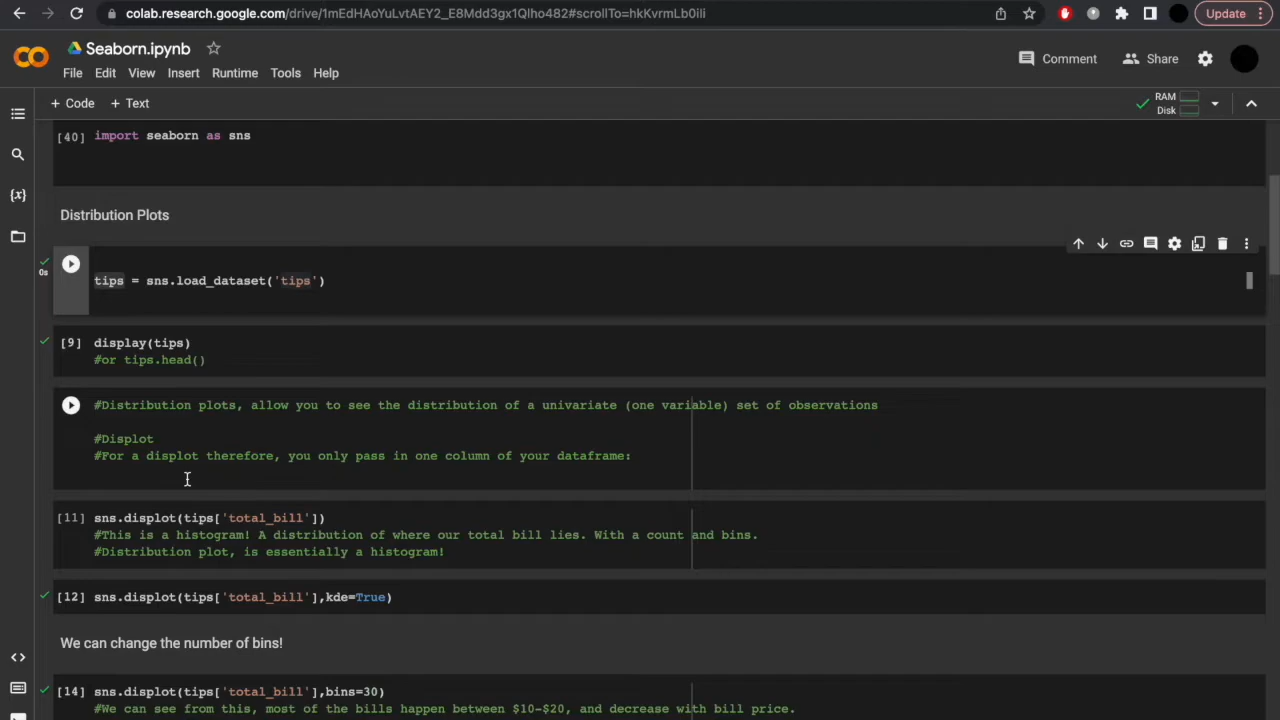 colab.research.google.com/drive/1mEdHAoYuLvtAEY2_E8Mdd3gx1Qlho482#scrollTo=hkKvrmLb0iIi
Update
Seaborn.ipynb
File Edit View Insert Runtime Tools Help
Comment
Share
+ Code + Text
RAM
Disk
[40] import seaborn as sns
Distribution Plots
0s
tips = sns.load_dataset('tips')
[9] display(tips)
#or tips.head()
#Distribution plots, allow you to see the distribution of a univariate (one variable) set of observations
#Displot
#For a displot therefore, you only pass in one column of your dataframe:
[11] sns.displot(tips['total_bill'])
#This is a histogram! A distribution of where our total bill lies. With a count and bins.
#Distribution plot, is essentially a histogram!
[12] sns.displot(tips['total_bill'],kde=True)
We can change the number of bins!
[14] sns.displot(tips['total_bill'],bins=30)
#We can see from this, most of the bills happen between $10-$20, and decrease with bill price.